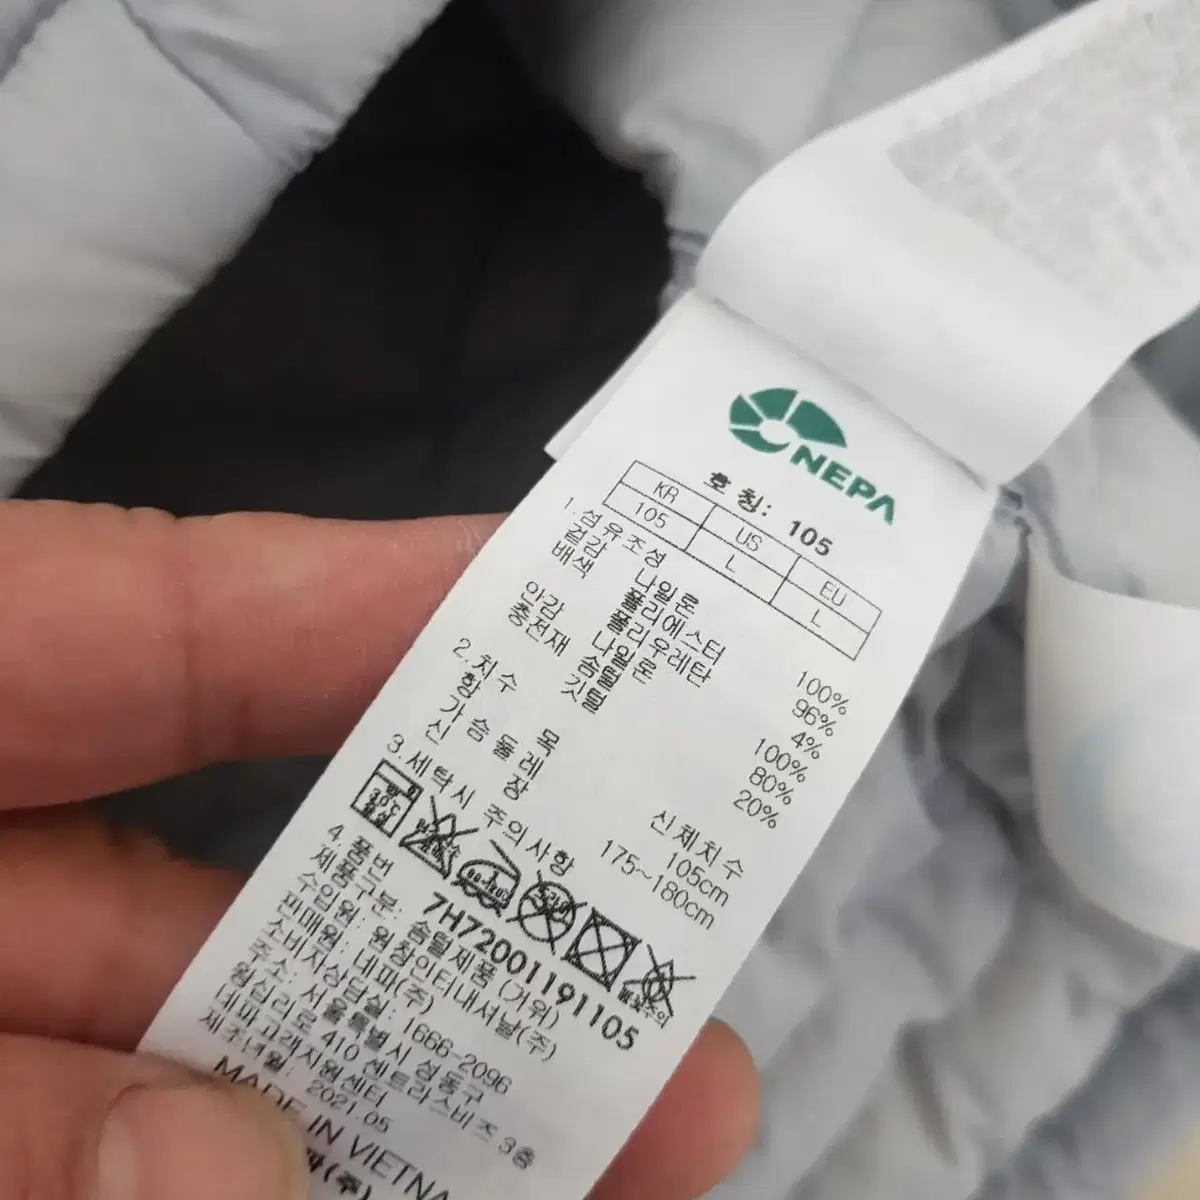 NEPA
호 칭: 105
KR US EU
105 L L
1.섬유조성
겉감 나일론 100%
배색 폴리에스터 96%
폴리우레탄 4%
안감 나일론 100%
충전재 솜털 80%
깃털 20%
2.치수
항 목 신체치수
가슴둘레 105cm
신 장 175~180cm
3.세탁시 주의사항
4.품번 7H72001191105
제품구분: 솜털제품 (거위)
수입원: 원창인터내셔날(주)
판매원: 네파(주)
소비자상담실: 1666-2096
주소: 서울특별시 성동구
왕십리로 410 센트라스비즈 3층
네파고객지원센터
제조년월: 2021.05
MADE IN VIETNA
(주)